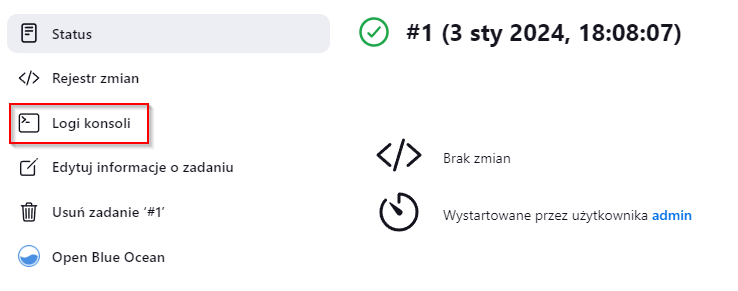 Status
Rejestr zmian
Logi konsoli
Edytuj informacje o zadaniu
Usuń zadanie ‘#1’
Open Blue Ocean
#1 (3 sty 2024, 18:08:07)
Brak zmian
Wystartowane przez użytkownika admin